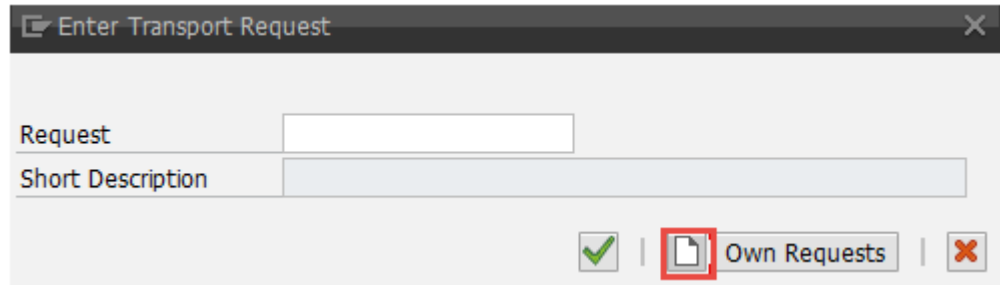 Enter Transport Request
Request
Short Description
Own Requests